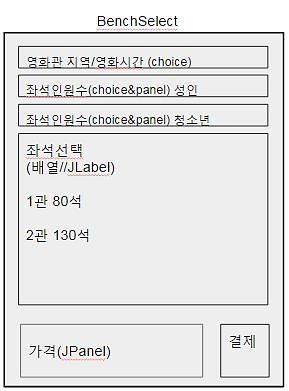 BenchSelect
영화관 지역/영화시간 (choice)
좌석인원수(choice&panel) 성인
좌석인원수(choice&panel) 청소년
좌석선택
(배열//JLabel)
1관 80석
2관 130석
가격(JPanel)
결제